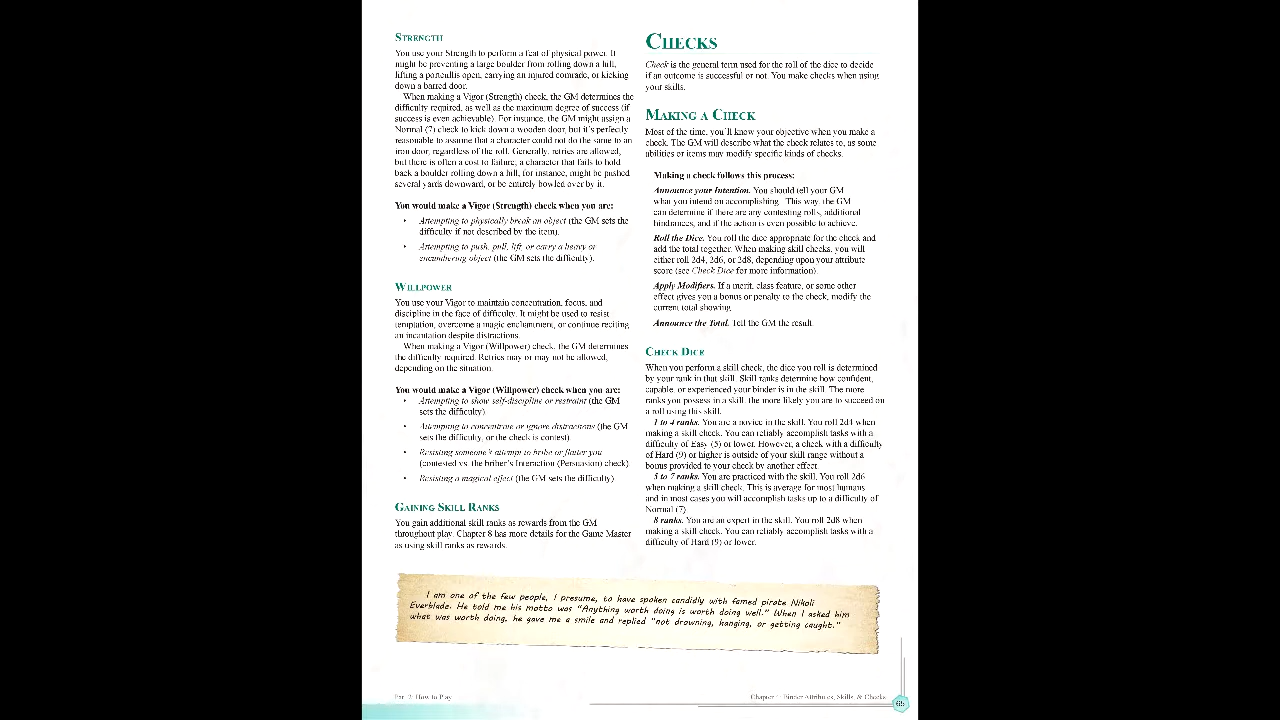 STRENGTH
You use your Strength to perform a feat of physical power. It
might be preventing a large boulder from rolling down a hill,
lifting a portcullis open, carrying an injured comrade, or kicking
down a barred door.
When making a Vigor (Strength) check, the GM determines the
difficulty required, as well as the maximum degree of success (if
success is even achievable). For instance, the GM might assign a
Normal (7) check to kick down a wooden door, but it's perfectly
reasonable to assume that a character could not do the same to an
iron door, regardless of the roll. Generally, retries are allowed,
but there is often a cost to failure; a character that fails to hold
back a boulder rolling down a hill, for instance, might be pushed
several yards downward, or be entirely bowled over by it.
You would make a Vigor (Strength) check when you are:
• Attempting to physically break an object (the GM sets the
difficulty if not described by the item).
• Attempting to push, pull, lift, or carry a heavy or
encumbering object (the GM sets the difficulty).
WILLPOWER
You use your Vigor to maintain concentration, focus, and
discipline in the face of difficulty. It might be used to resist
temptation, overcome a magic enchantment, or continue reciting
an incantation despite distractions.
When making a Vigor (Willpower) check, the GM determines
the difficulty required. Retries may or may not be allowed,
depending on the situation.
You would make a Vigor (Willpower) check when you are:
• Attempting to show self-discipline or restraint (the GM
sets the difficulty)
• Attempting to concentrate or ignore distractions (the GM
sets the difficulty, or the check is contest)
• Resisting someone's attempt to bribe or flatter you
(contested vs. the briber's Interaction (Persuasion) check)
• Resisting a magical effect (the GM sets the difficulty)
GAINING SKILL RANKS
You gain additional skill ranks as rewards from the GM
throughout play. Chapter 8 has more details for the Game Master
as using skill ranks as rewards.
CHECKS
Check is the general term used for the roll of the dice to decide
if an outcome is successful or not. You make checks when using
your skills.
MAKING A CHECK
Most of the time, you'll know your objective when you make a
check. The GM will describe what the check relates to, as some
abilities or items may modify specific kinds of checks.
Making a check follows this process:
Announce your Intention. You should tell your GM
what you intend on accomplishing. This way, the GM
can determine if there are any contesting rolls, additional
hindrances, and if the action is even possible to achieve.
Roll the Dice. You roll the dice appropriate for the check and
add the total together. When making skill checks, you will
either roll 2d4, 2d6, or 2d8, depending upon your attribute
score (see Check Dice for more information).
Apply Modifiers. If a merit, class feature, or some other
effect gives you a bonus or penalty to the check, modify the
current total showing.
Announce the Total. Tell the GM the result.
CHECK DICE
When you perform a skill check, the dice you roll is determined
by your rank in that skill. Skill ranks determine how confident,
capable, or experienced your binder is in the skill. The more
ranks you possess in a skill, the more likely you are to succeed on
a roll using this skill.
1 to 4 ranks. You are a novice in the skill. You roll 2d4 when
making a skill check. You can reliably accomplish tasks with a
difficulty of Easy (5) or lower. However, a check with a difficulty
of Hard (9) or higher is outside of your skill range without a
bonus provided to your check by another effect.
5 to 7 ranks. You are practiced with the skill. You roll 2d6
when making a skill check. This is average for most humans
and in most cases you will accomplish tasks up to a difficulty of
Normal (7).
8 ranks. You are an expert in the skill. You roll 2d8 when
making a skill check. You can reliably accomplish tasks with a
difficulty of Hard (9) or lower.
I am one of the few people, I presume, to have spoken candidly with famed pirate Nikoli
Everblade. He told me his motto was "Anything worth doing is worth doing well." When I asked him
what was worth doing, he gave me a smile and replied "not drowning, hanging, or getting caught."
Part 2: How to Play
Chapter 4: Binder Attributes, Skills, & Checks
65